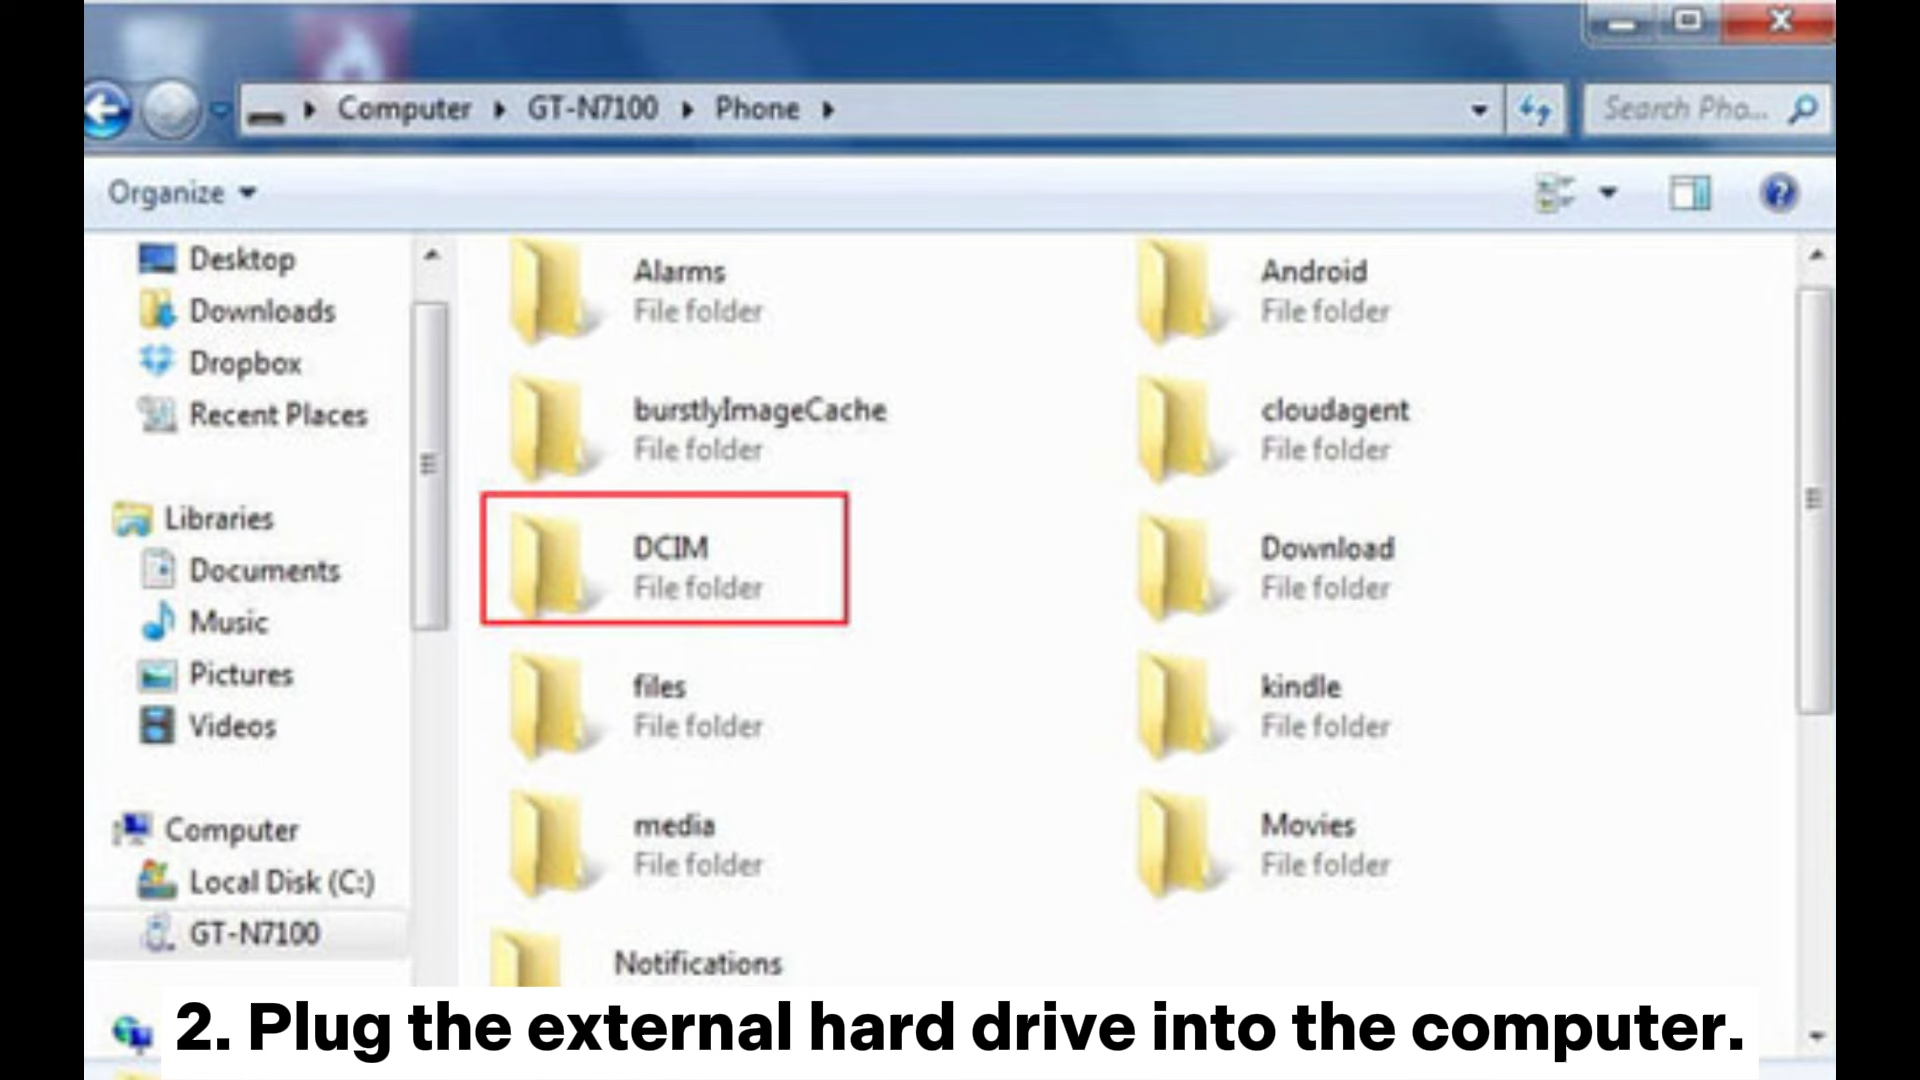 Computer GT-N7100 Phone
Search Pho...
Organize
Desktop
Downloads
Dropbox
Recent Places
Libraries
Documents
Music
Pictures
Videos
Computer
Local Disk (C:)
GT-N7100
Alarms
File folder
Android
File folder
burstlyImageCache
File folder
cloudagent
File folder
DCIM
File folder
Download
File folder
files
File folder
kindle
File folder
media
File folder
Movies
File folder
Notifications
2. Plug the external hard drive into the computer.